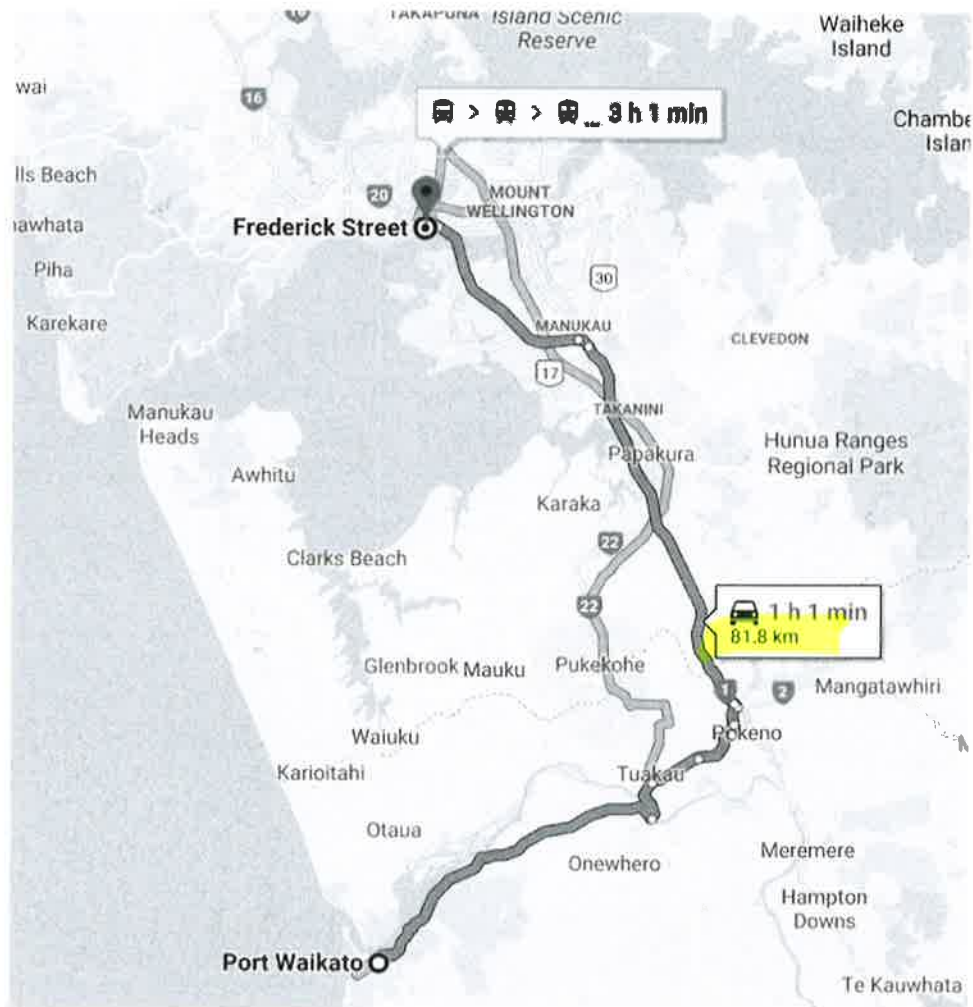 TAKAPUNA
Island Scenic
Reserve
Waiheke
Island
wai
16
3 h 1 min
lls Beach
20
MOUNT
WELLINGTON
Frederick Street
awhata
Piha
30
Karekare
MANUKAU
CLEVEDON
17
Manukau
Heads
TAKANINI
Hunua Ranges
Regional Park
Papakura
Awhitu
Karaka
22
Clarks Beach
22
1 h 1 min
81.8 km
Glenbrook
Mauku
Pukekohe
1
2
Mangatawhiri
Waiuku
Pokeno
Karioitahi
Tuakau
Otaua
Onewhero
Meremere
Hampton
Downs
Port Waikato
Te Kauwhata